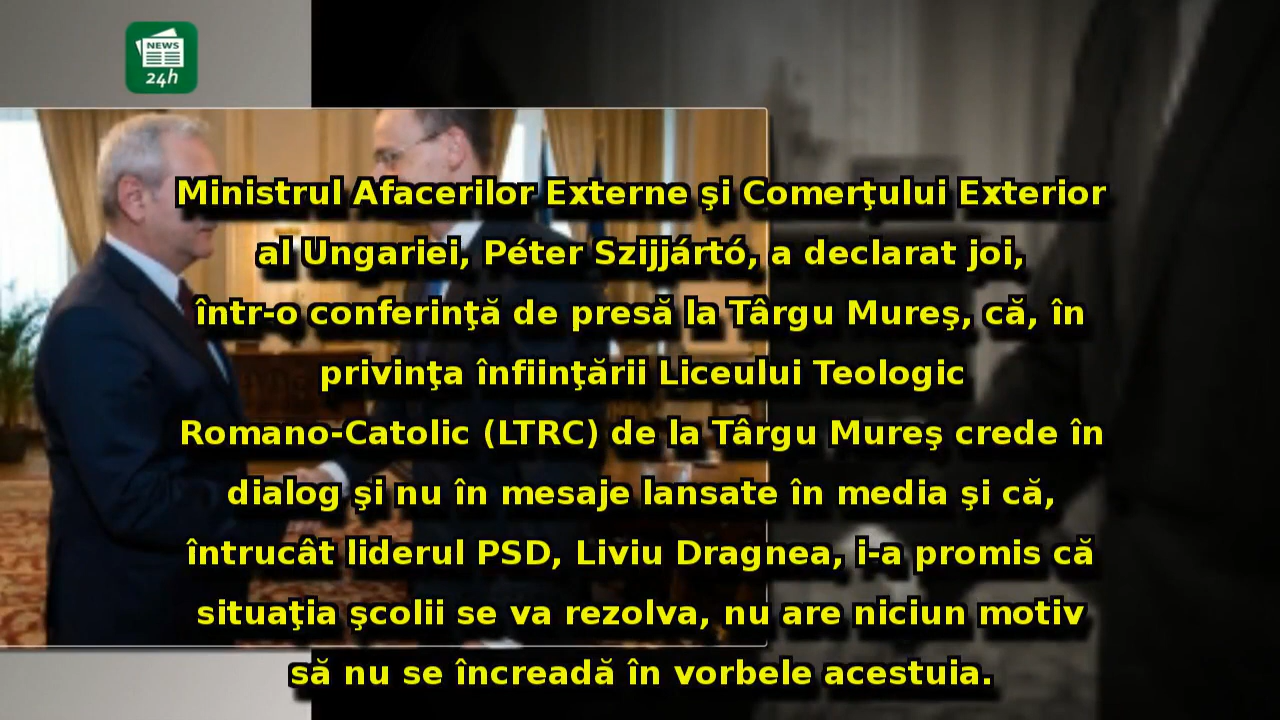 NEWS
24h
Ministrul Afacerilor Externe şi Comerţului Exterior
al Ungariei, Péter Szijjártó, a declarat joi,
într-o conferinţă de presă la Târgu Mureş, că, în
privinţa înfiinţării Liceului Teologic
Romano-Catolic (LTRC) de la Târgu Mureş crede în
dialog şi nu în mesaje lansate în media şi că,
întrucât liderul PSD, Liviu Dragnea, i-a promis că
situaţia şcolii se va rezolva, nu are niciun motiv
să nu se încreadă în vorbele acestuia.